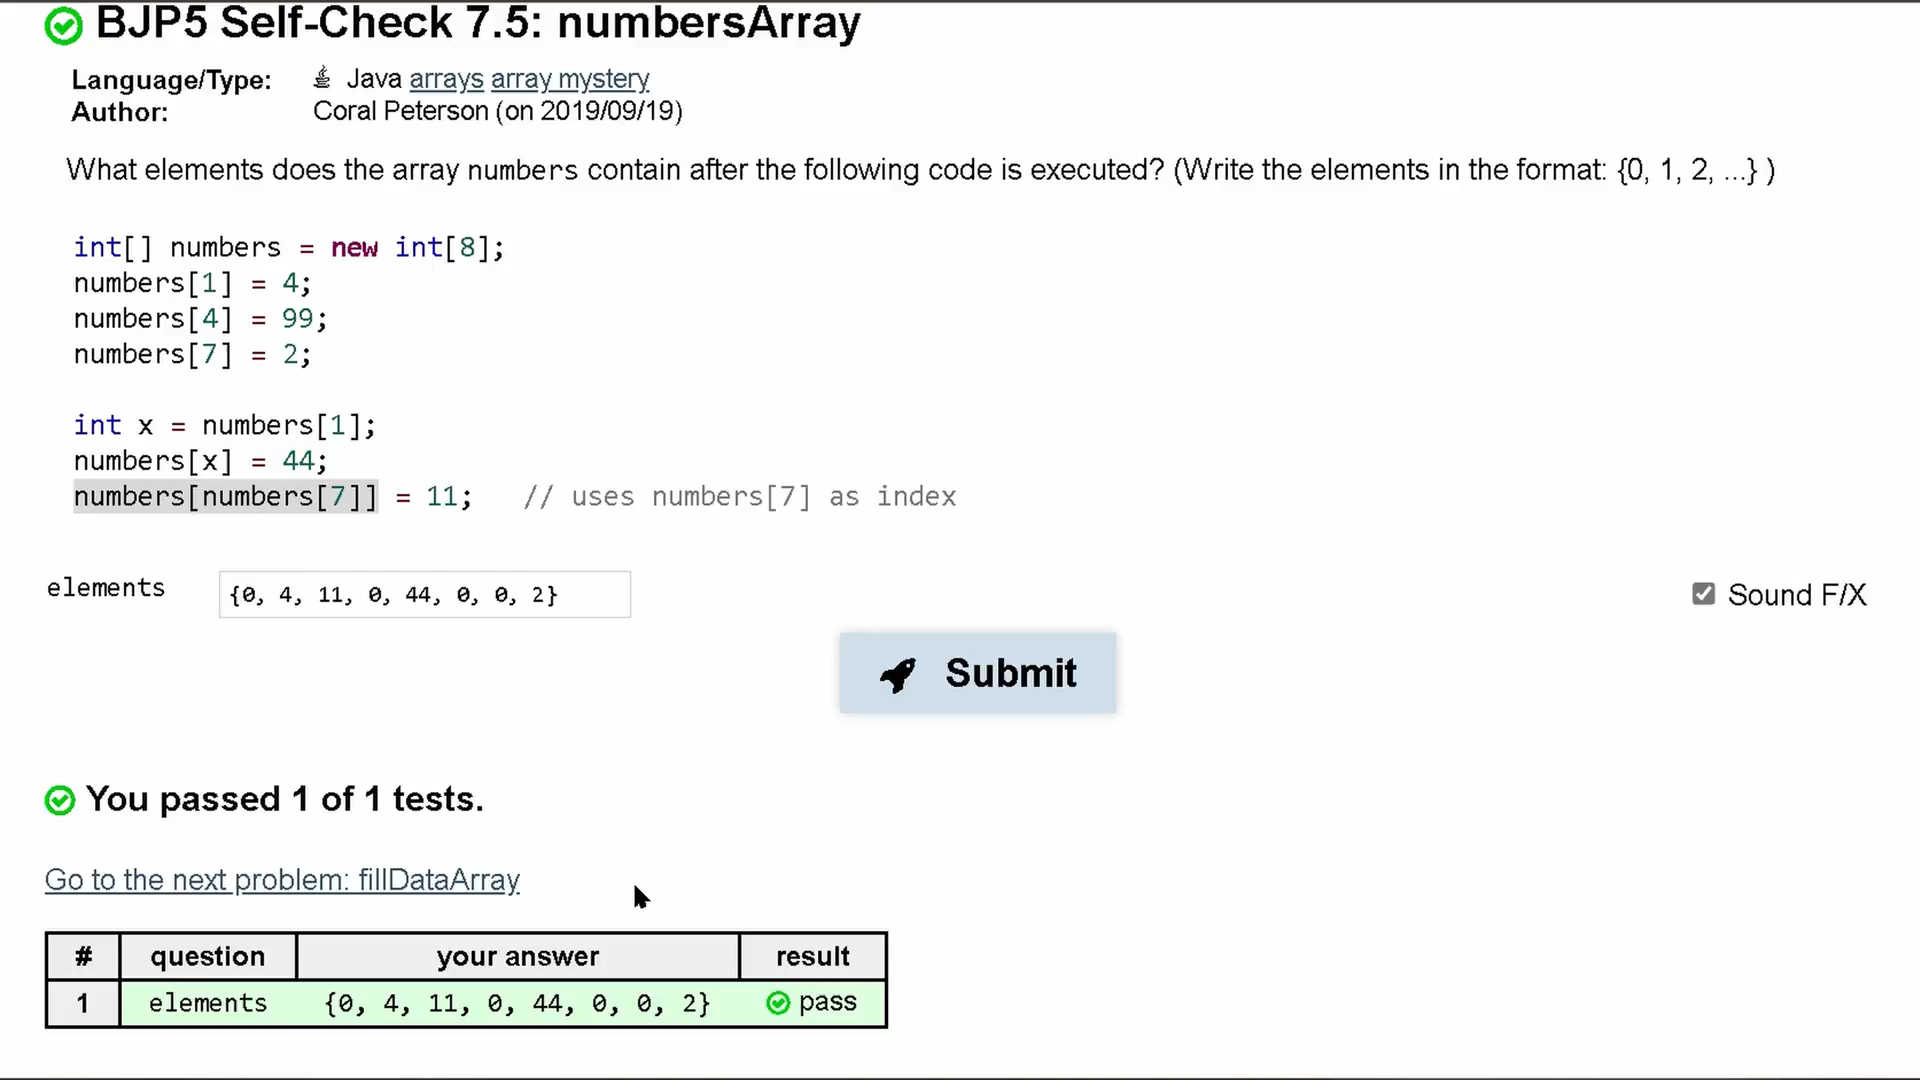 BJP5 Self-Check 7.5: numbersArray
Language/Type: Java arrays array mystery
Author: Coral Peterson (on 2019/09/19)
What elements does the array numbers contain after the following code is executed? (Write the elements in the format: {0, 1, 2, ...} )
int[] numbers = new int[8];
numbers[1] = 4;
numbers[4] = 99;
numbers[7] = 2;
int x = numbers[1];
numbers[x] = 44;
numbers[numbers[7]] = 11; // uses numbers[7] as index
elements {0, 4, 11, 0, 44, 0, 0, 2} Sound F/X
Submit
You passed 1 of 1 tests.
Go to the next problem: fillDataArray
# question your answer result
1 elements {0, 4, 11, 0, 44, 0, 0, 2} pass